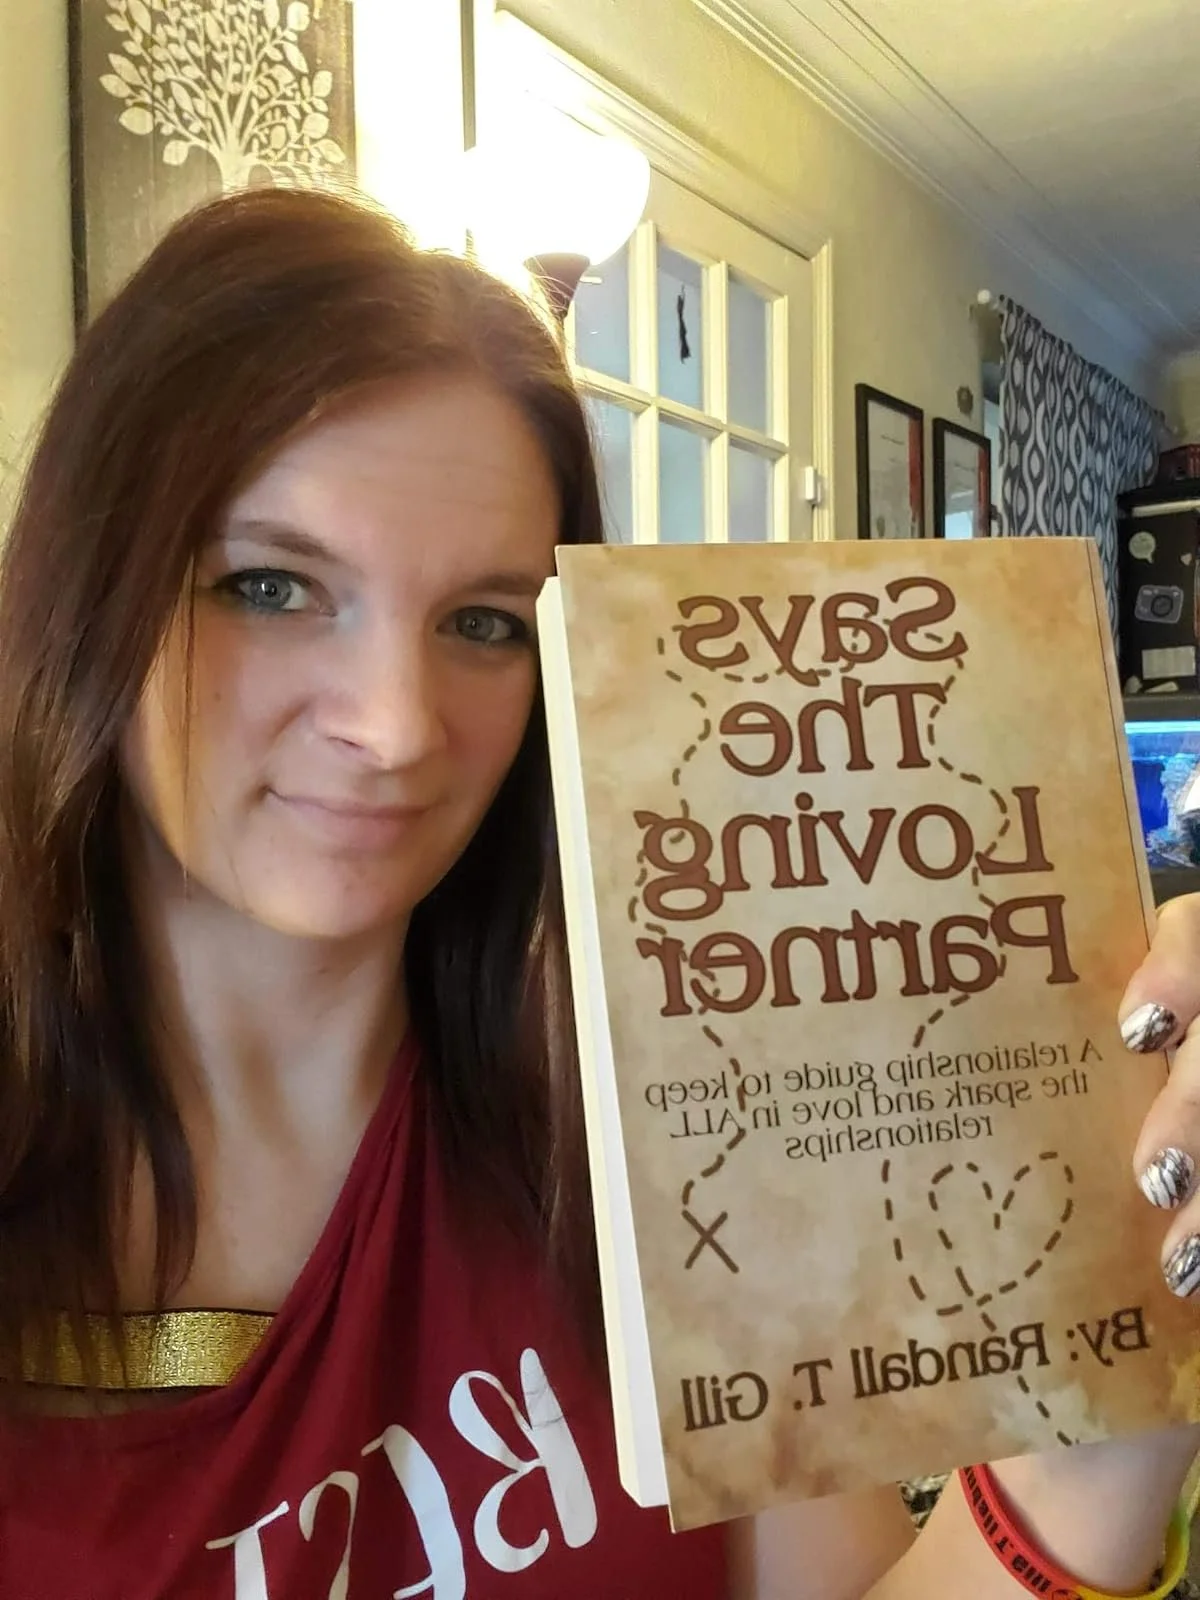 Says
The
Loving
Partner
A relationship guide to keep
the spark and love in ALL
relationships
By: Randall T. Gill